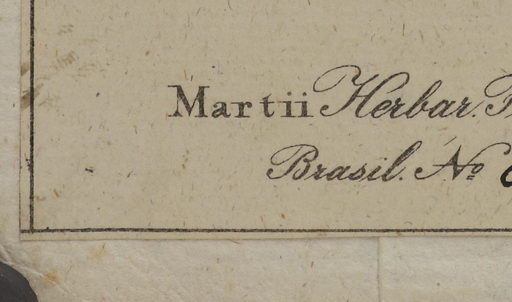 Martii Herbar.
Brasil. No